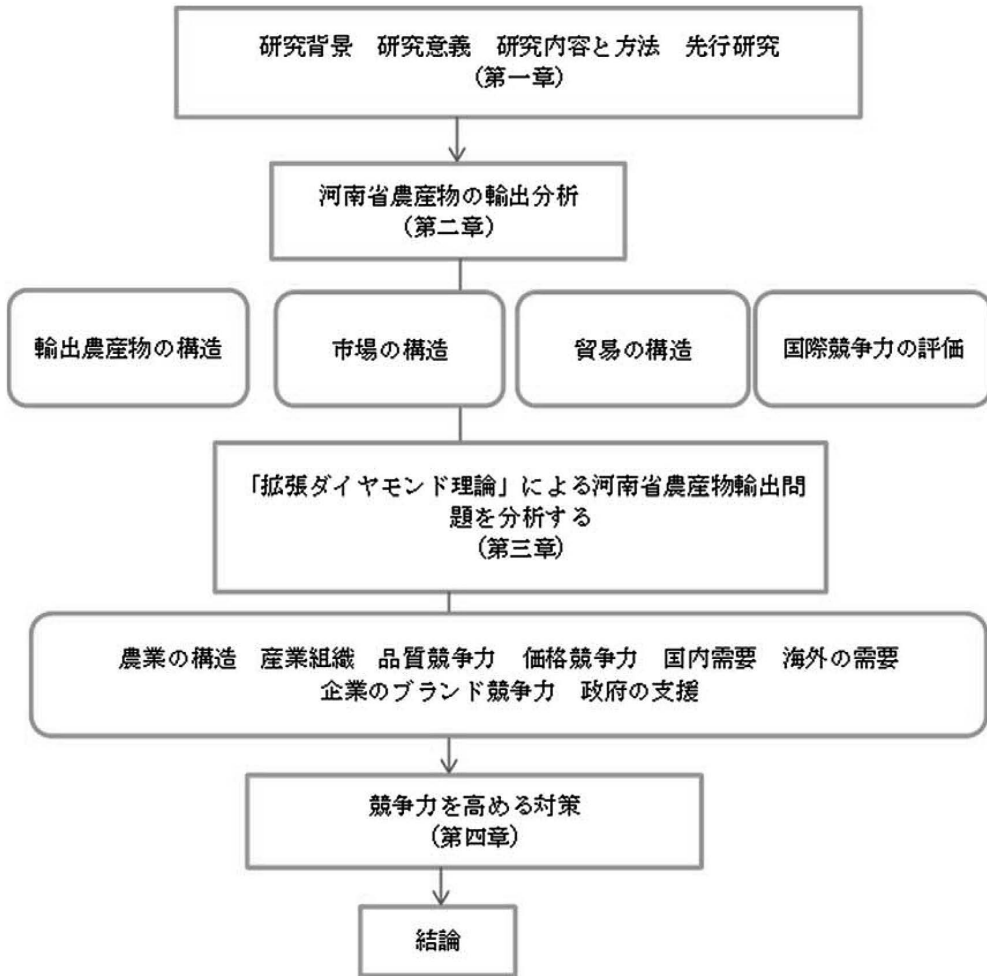 研究背景　研究意義　研究内容と方法　先行研究
(第一章)
河南省農産物の輸出分析
(第二章)
輸出農産物の構造
市場の構造
貿易の構造
国際競争力の評価
「拡張ダイヤモンド理論」による河南省農産物輸出問
題を分析する
(第三章)
農業の構造　産業組織　品質競争力　価格競争力　国内需要　海外の需要
企業のブランド競争力　政府の支援
競争力を高める対策
(第四章)
結論